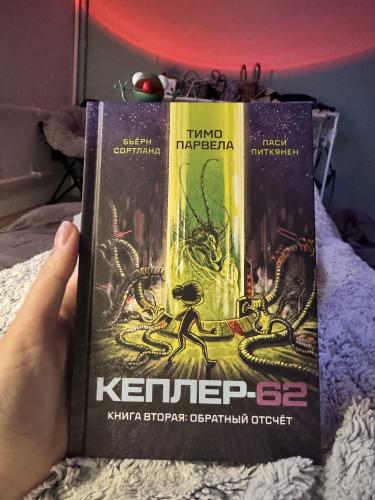 БЬЁРН
СОРТЛАНД
ТИМО
ПАРВЕЛА
ПАСИ
ПИТКЯНЕН
КЕПЛЕР-62
КНИГА ВТОРАЯ: ОБРАТНЫЙ ОТСЧЁТ